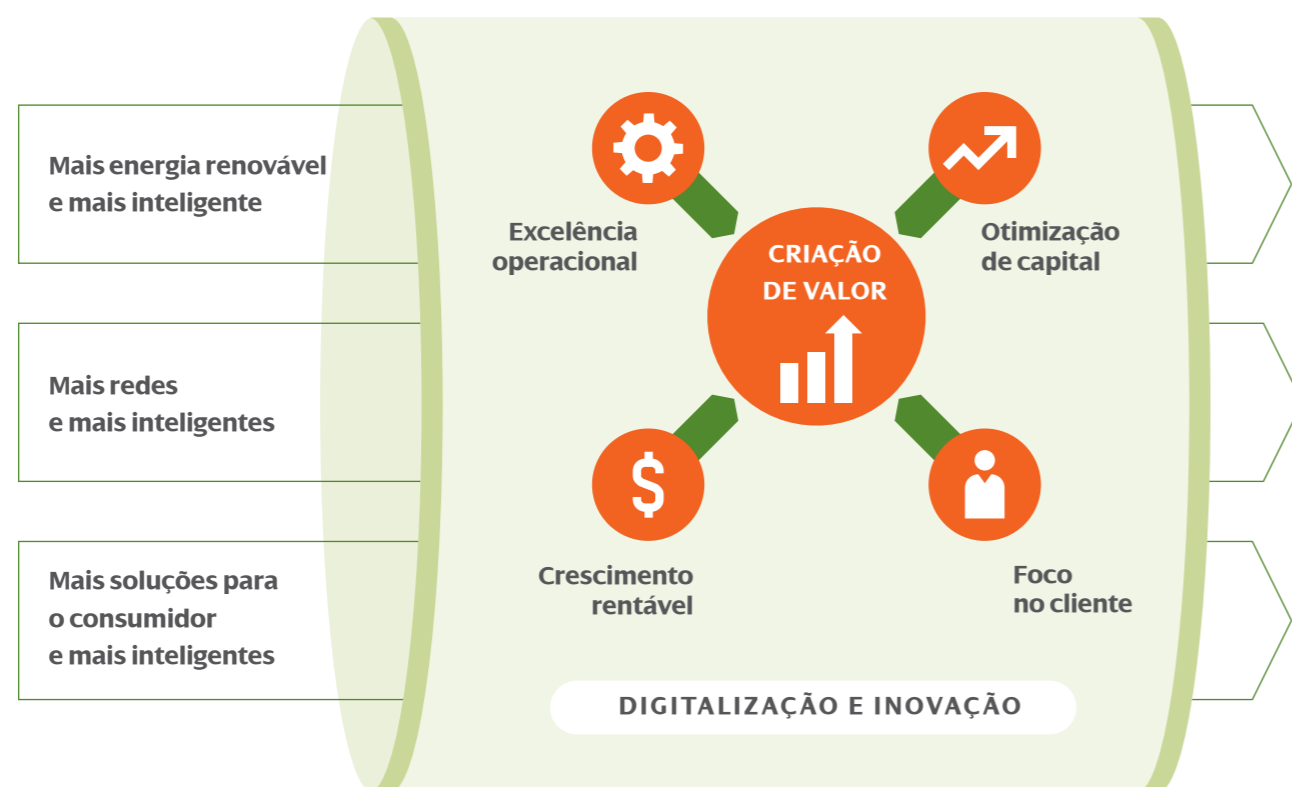 Mais energia renovável
e mais inteligente
Mais redes
e mais inteligentes
Mais soluções para
o consumidor
e mais inteligentes
Excelência
operacional
Otimização
de capital
CRIAÇÃO
DE VALOR
$
Crescimento
rentável
Foco
no cliente
DIGITALIZAÇÃO E INOVAÇÃO